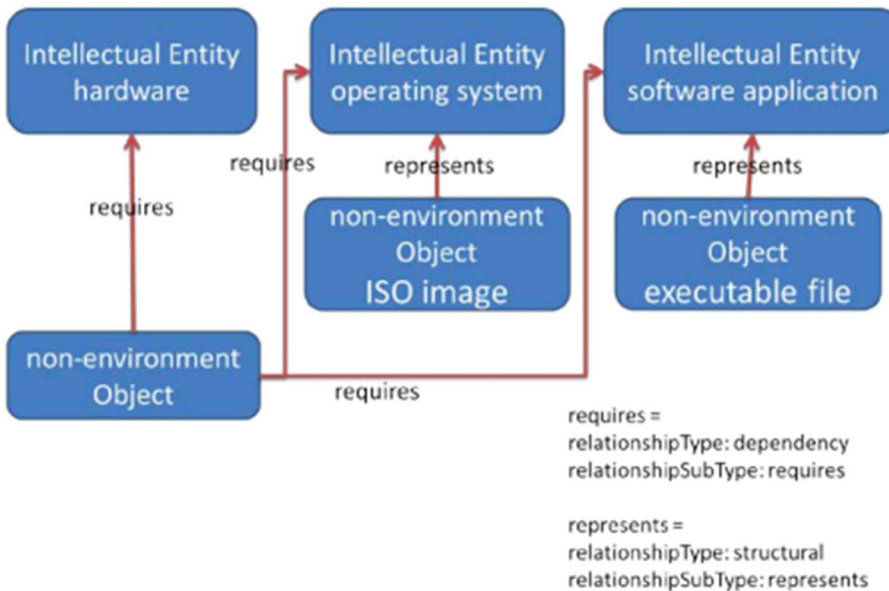 Intellectual Entity
hardware
Intellectual Entity
operating system
Intellectual Entity
software application
requires
represents
represents
requires
non-environment
Object
ISO image
non-environment
Object
executable file
non-environment
Object
requires
requires =
relationshipType: dependency
relationshipSubType: requires
represents =
relationshipType: structural
relationshipSubType: represents